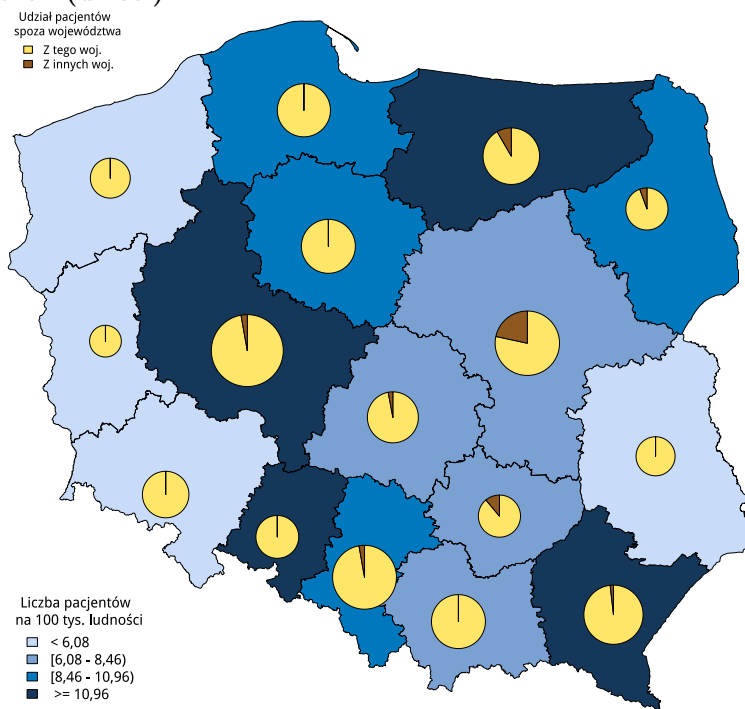 Udział pacjentów
spoza województwa
Z tego woj.
Z innych woj.
Liczba pacjentów
na 100 tys. ludności
< 6,08
[6,08 - 8,46)
[8,46 - 10,96)
>= 10,96